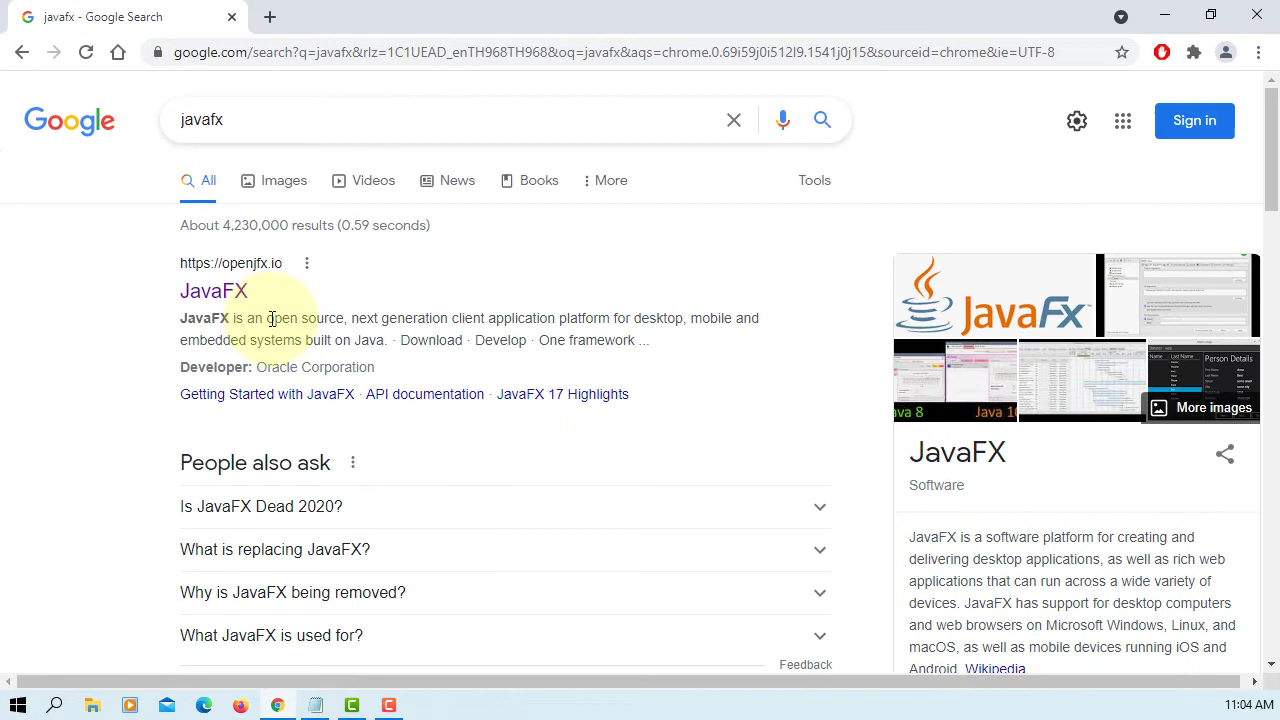 javafx - Google Search
google.com/search?q=javafx&rlz=1C1UEAD_enTH968TH968&oq=javafx&aqs=chrome.0.69i59j0i512l9.1541j0j15&sourceid=chrome&ie=UTF-8
Google
javafx
Sign in
All
Images
Videos
News
Books
More
Tools
About 4,230,000 results (0.59 seconds)
https://openjfx.io
JavaFX
JavaFX is an open source, next generation client application platform for desktop, mobile and
embedded systems built on Java. · Download · Develop · One framework ...
Developer: Oracle Corporation
Getting Started with JavaFX · API documentation · JavaFX 17 Highlights
People also ask
Is JavaFX Dead 2020?
What is replacing JavaFX?
Why is JavaFX being removed?
What JavaFX is used for?
Feedback
JavaFX
Person Details
ava 8
Java 10
More images
JavaFX
Software
JavaFX is a software platform for creating and
delivering desktop applications, as well as rich web
applications that can run across a wide variety of
devices. JavaFX has support for desktop computers
and web browsers on Microsoft Windows, Linux, and
macOS, as well as mobile devices running iOS and
Android. Wikipedia
11:04 AM